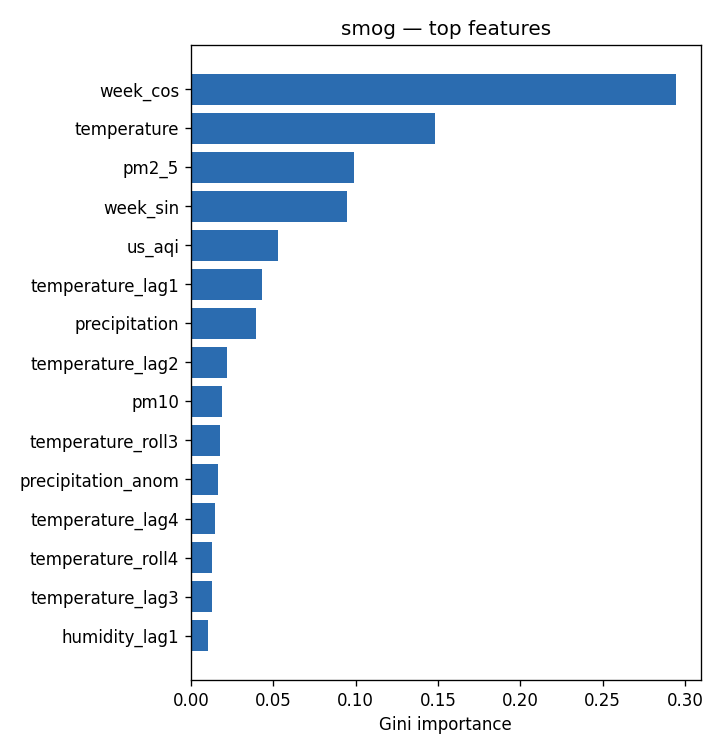 smog — top features
week_cos
temperature
pm2_5
week_sin
us_aqi
temperature_lag1
precipitation
temperature_lag2
pm10
temperature_roll3
precipitation_anom
temperature_lag4
temperature_roll4
temperature_lag3
humidity_lag1
0.00 0.05 0.10 0.15 0.20 0.25 0.30
Gini importance